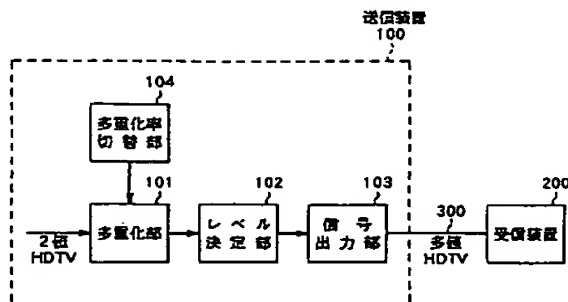 送信装置
100
104
多重化率
切替部
101
102
103
200
2値
HDTV
多重化部
レベル
決定部
信号
出力部
300
多値
HDTV
受信装置